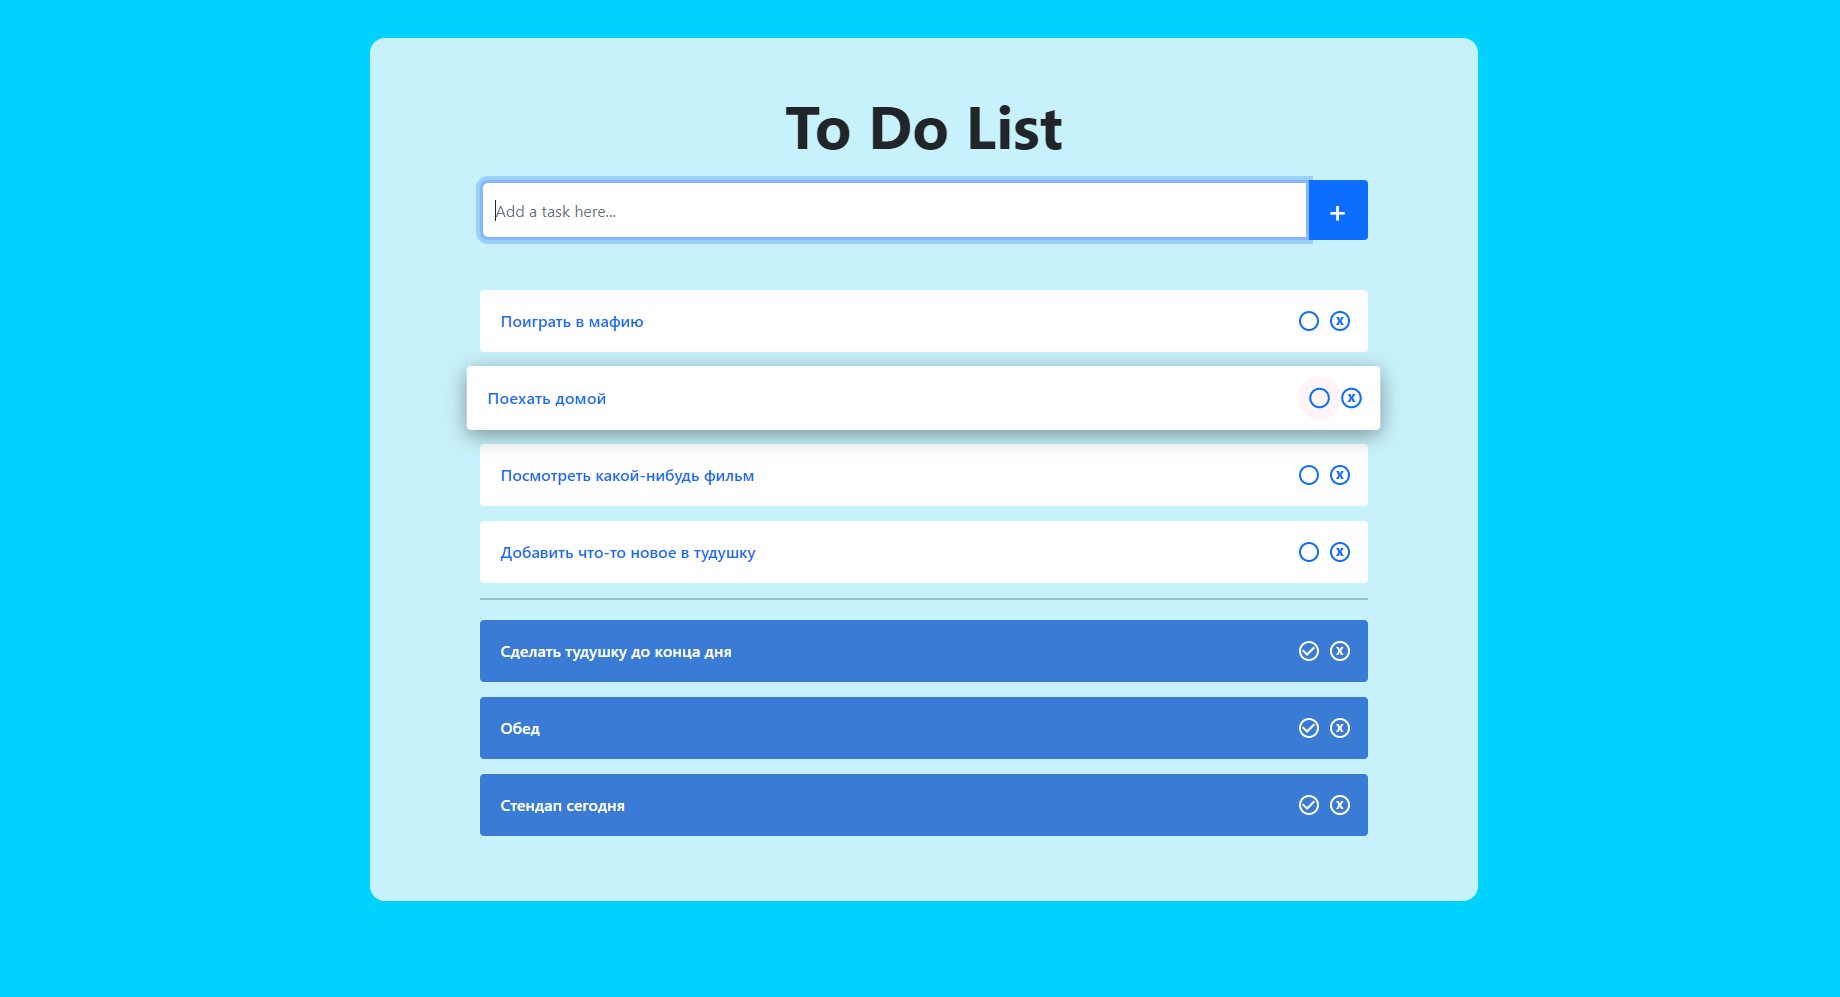 To Do List
Add a task here...
+
Поиграть в мафию
Поехать домой
Посмотреть какой-нибудь фильм
Добавить что-то новое в тудушку
Сделать тудушку до конца дня
Обед
Стендап сегодня